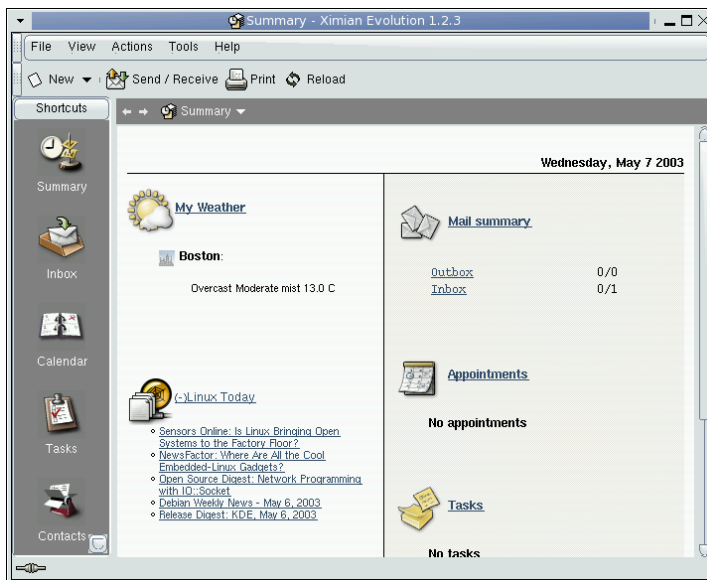 Summary - Ximian Evolution 1.2.3
File View Actions Tools Help
New Send / Receive Print Reload
Shortcuts
Summary
Wednesday, May 7 2003
Summary
Inbox
Calendar
Tasks
Contacts
My Weather
Boston:
Overcast Moderate mist 13.0 C
(-)Linux Today
Sensors Online: Is Linux Bringing Open
Systems to the Factory Floor?
NewsFactor: Where Are All the Cool
Embedded-Linux Gadgets?
Open Source Digest: Network Programming
with IO::Socket
Debian Weekly News - May 6, 2003
Release Digest: KDE, May 6, 2003
Mail summary
Outbox 0/0
Inbox 0/1
Appointments
No appointments
Tasks
No tasks